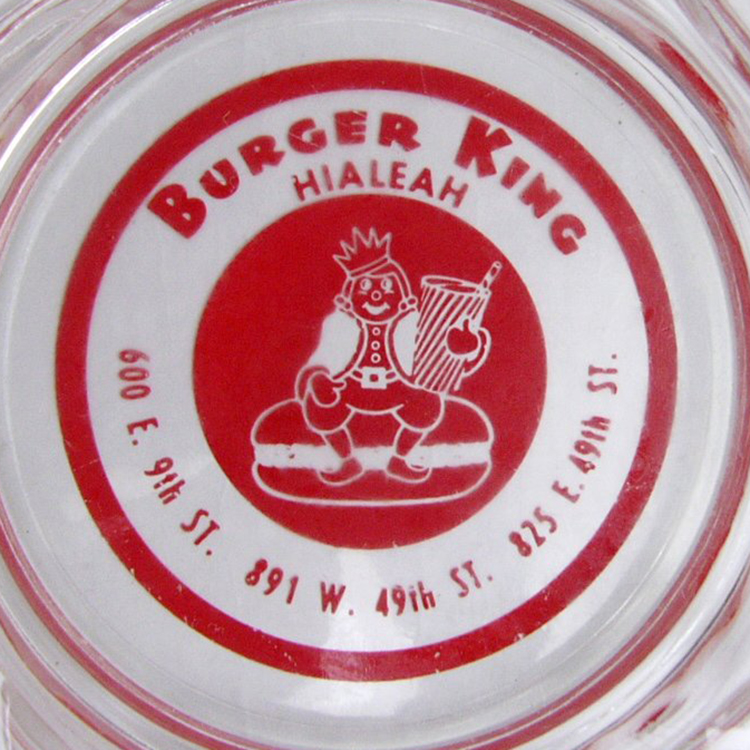 BURGER KING
HIALEAH
600 E. 9th ST. 891 W. 49th ST. 825 E. 49th ST.